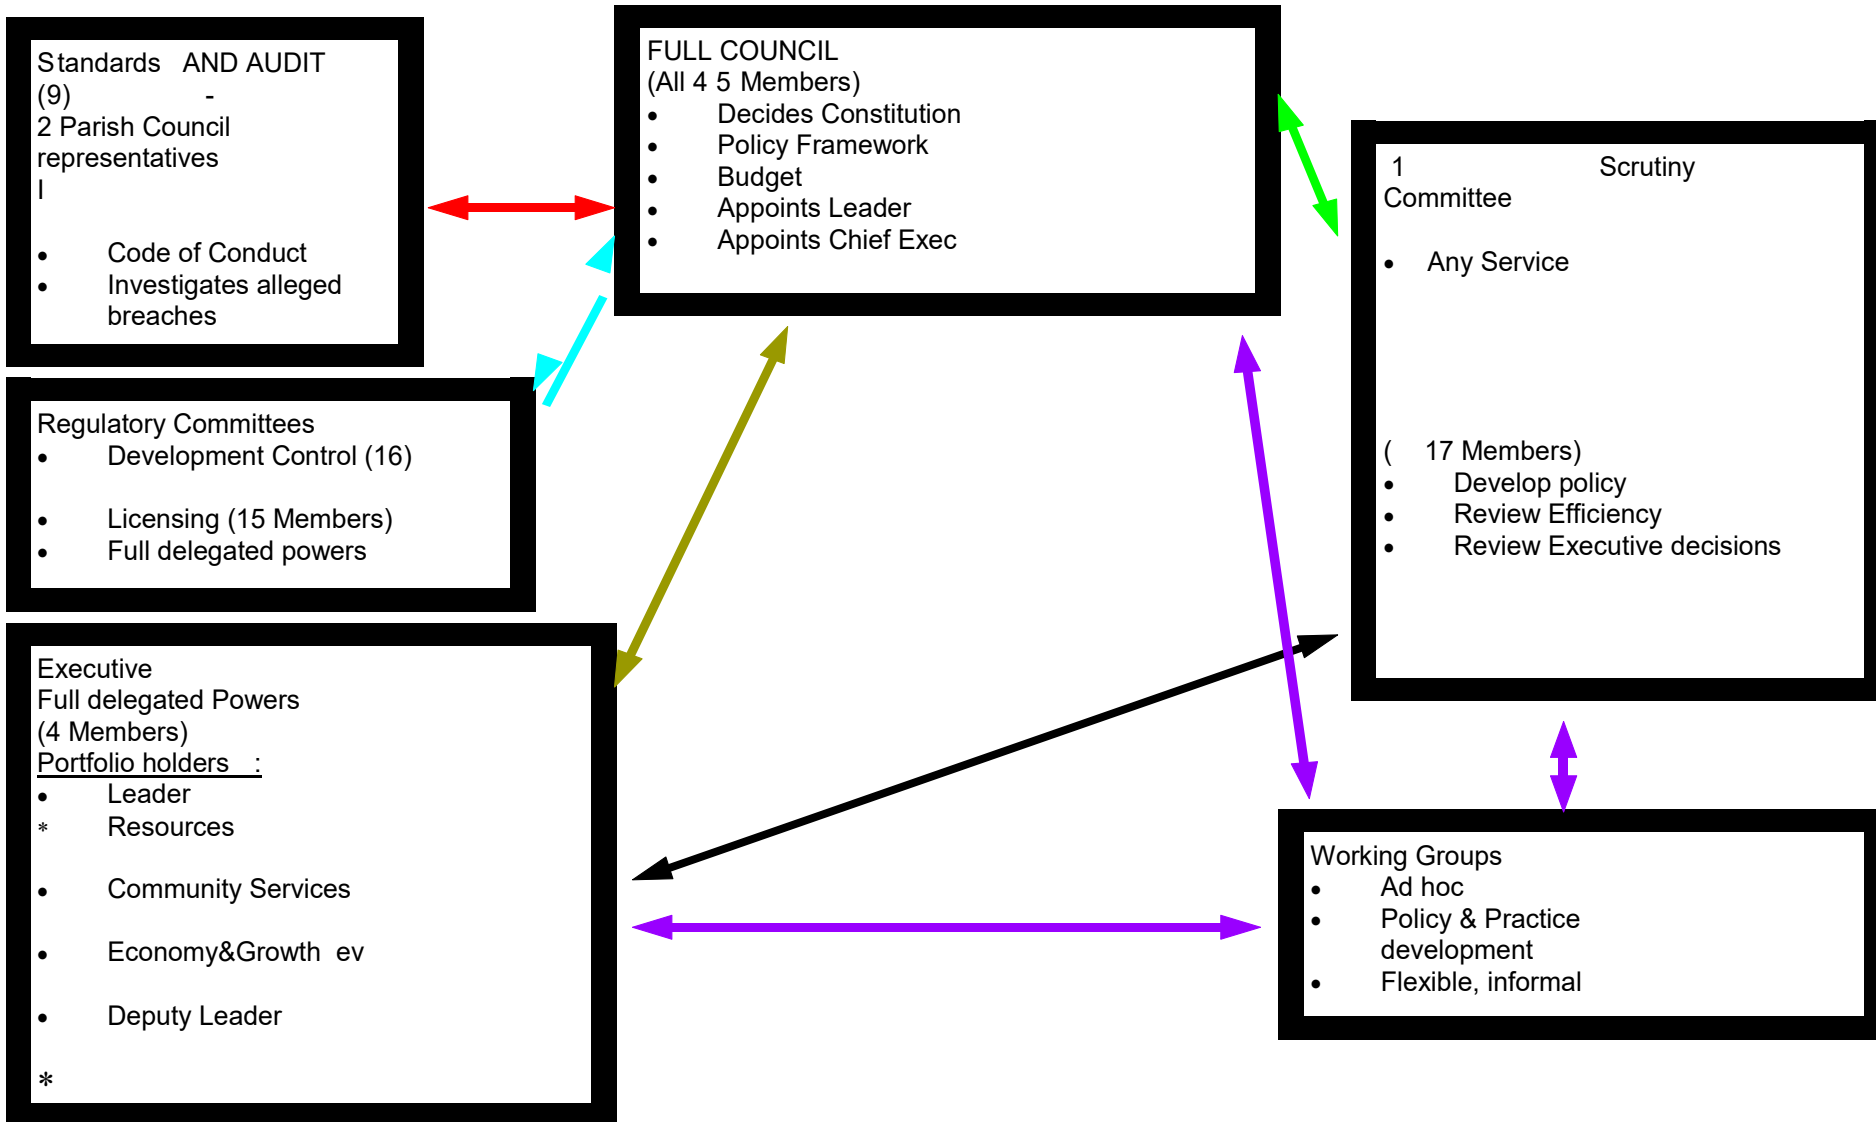 Standards AND AUDIT
(9) -
2 Parish Council
representatives
I
• Code of Conduct
• Investigates alleged
breaches
FULL COUNCIL
(All 4 5 Members)
• Decides Constitution
• Policy Framework
• Budget
• Appoints Leader
• Appoints Chief Exec
1 Scrutiny
Committee
• Any Service
( 17 Members)
• Develop policy
• Review Efficiency
• Review Executive decisions
Regulatory Committees
• Development Control (16)
• Licensing (15 Members)
• Full delegated powers
Executive
Full delegated Powers
(4 Members)
Portfolio holders :
• Leader
* Resources
• Community Services
• Economy&Growth ev
• Deputy Leader
*
Working Groups
• Ad hoc
• Policy & Practice
development
• Flexible, informal